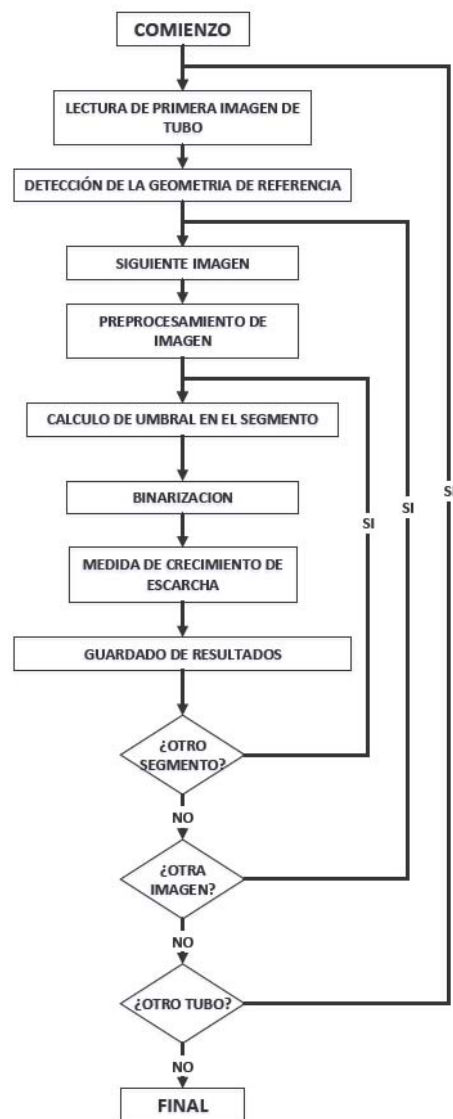 COMIENZO
LECTURA DE PRIMERA IMAGEN DE
TUBO
DETECCIÓN DE LA GEOMETRIA DE REFERENCIA
SIGUIENTE IMAGEN
PREPROCESAMIENTO DE
IMAGEN
CALCULO DE UMBRAL EN EL SEGMENTO
BINARIZACION
MEDIDA DE CRECIMIENTO DE
ESCARCHA
GUARDADO DE RESULTADOS
¿OTRO
SEGMENTO?
SI
NO
¿OTRA
IMAGEN?
SI
NO
¿OTRO TUBO?
SI
NO
FINAL